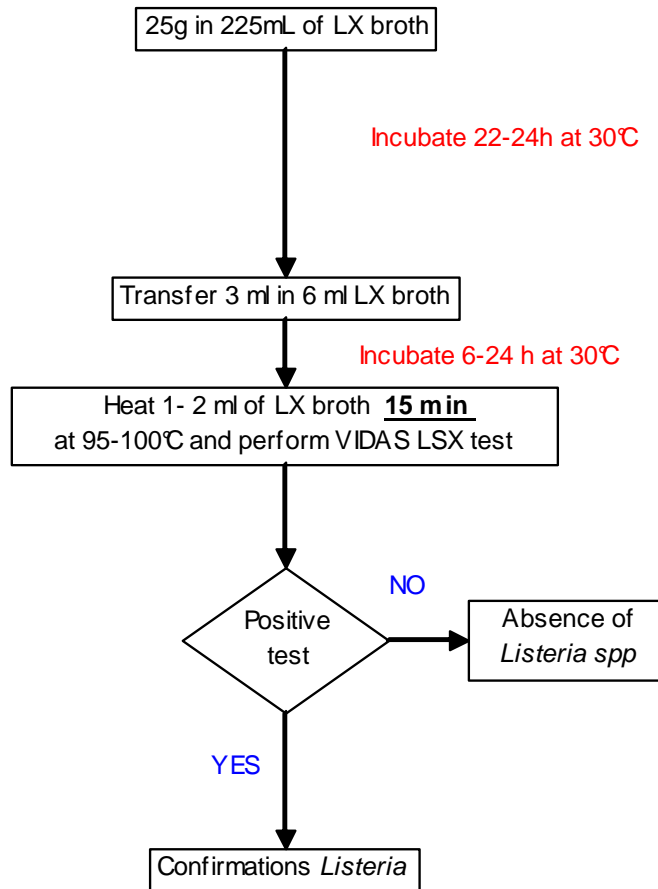 25g in 225mL of LX broth
Incubate 22-24h at 30°C
Transfer 3 ml in 6 ml LX broth
Incubate 6-24 h at 30°C
Heat 1- 2 ml of LX broth 15 min
at 95-100°C and perform VIDAS LSX test
NO
Positive
test
Absence of
Listeria spp
YES
Confirmations Listeria